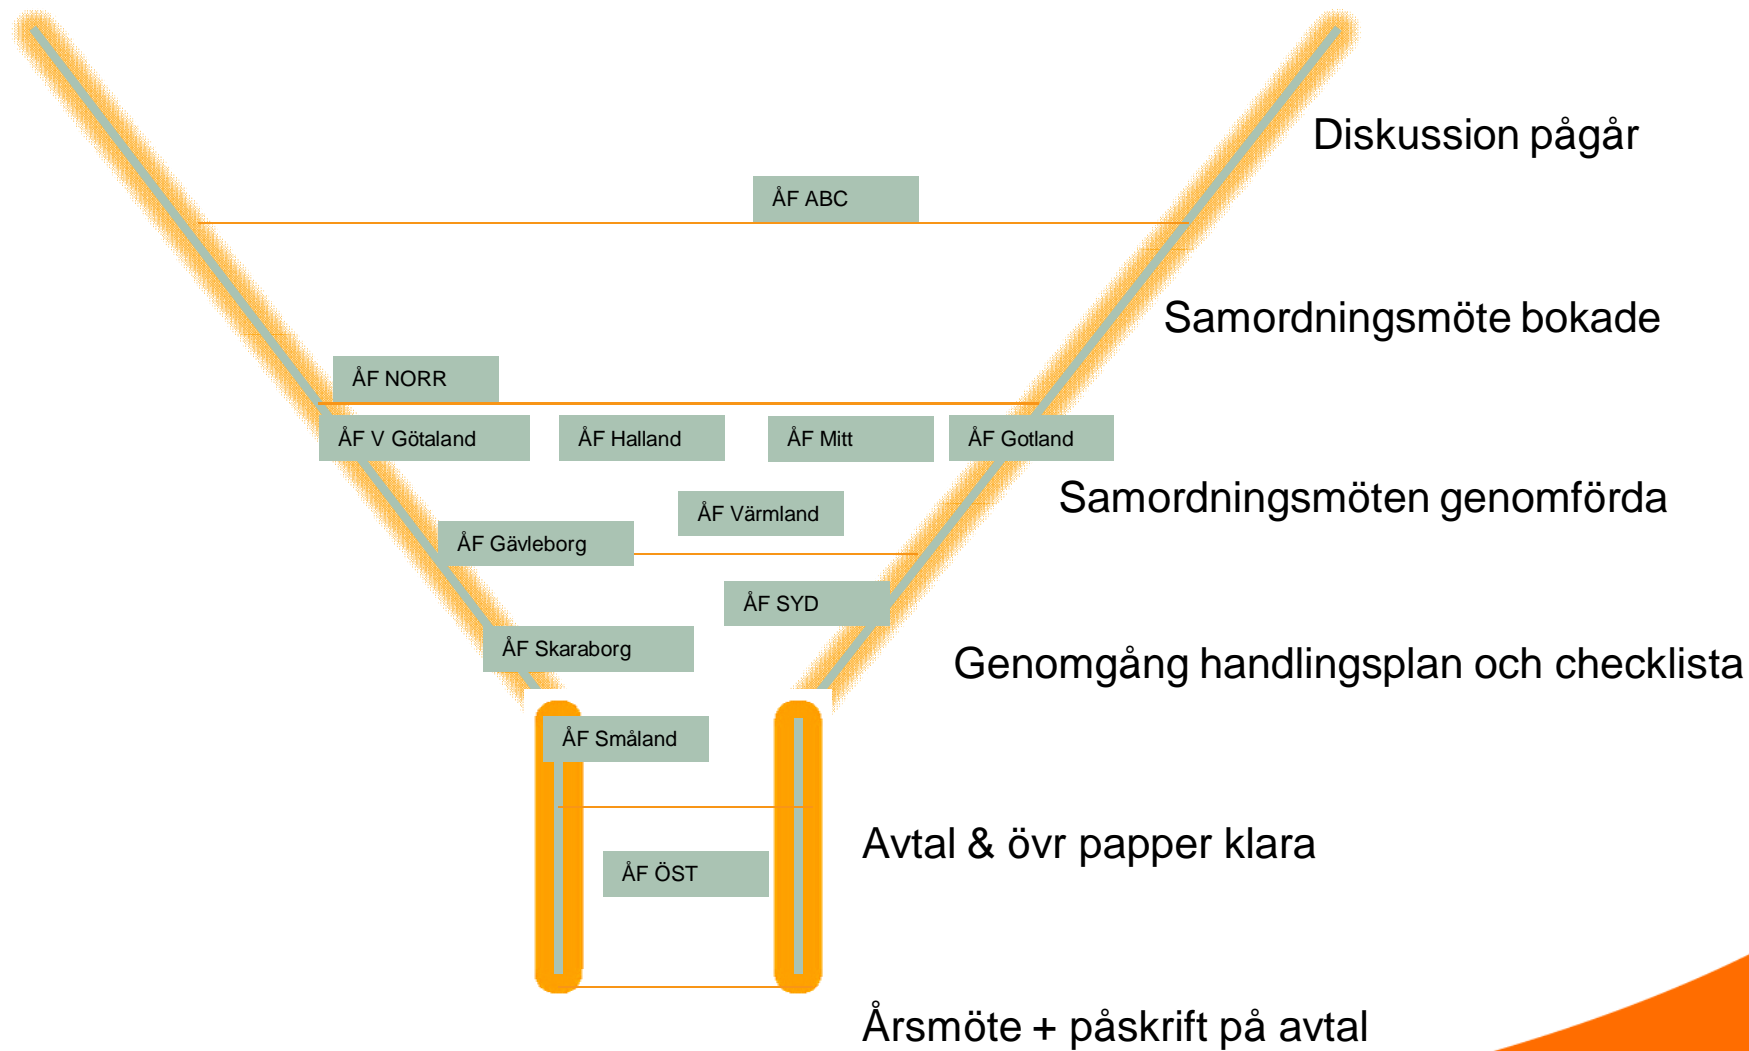 Diskussion pågår
ÅF ABC
Samordningsmöte bokade
ÅF NORR
ÅF V Götaland
ÅF Halland
ÅF Mitt
ÅF Gotland
Samordningsmöten genomförda
ÅF Värmland
ÅF Gävleborg
ÅF SYD
ÅF Skaraborg
Genomgång handlingsplan och checklista
ÅF Småland
Avtal & övr papper klara
ÅF ÖST
Årsmöte + påskrift på avtal